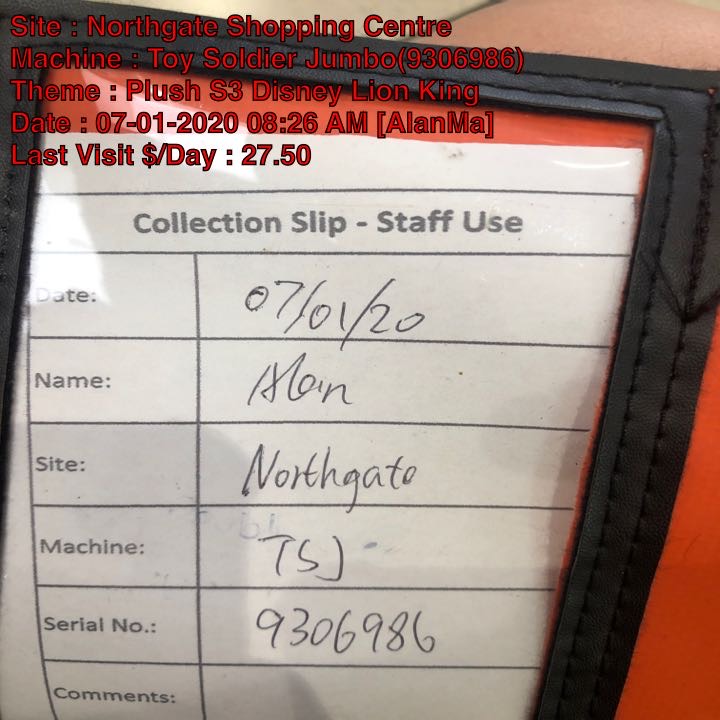 Site : Northgate Shopping Centre
Machine : Toy Soldier Jumbo(9306986)
Theme : Plush S3 Disney Lion King
Date : 07-01-2020 08:26 AM [AlanMa]
Last Visit $/Day : 27.50
Collection Slip - Staff Use
Date: 07/01/20
Name: Alan
Site: Northgate
Machine: TSJ
Serial No.: 9306986
Comments: